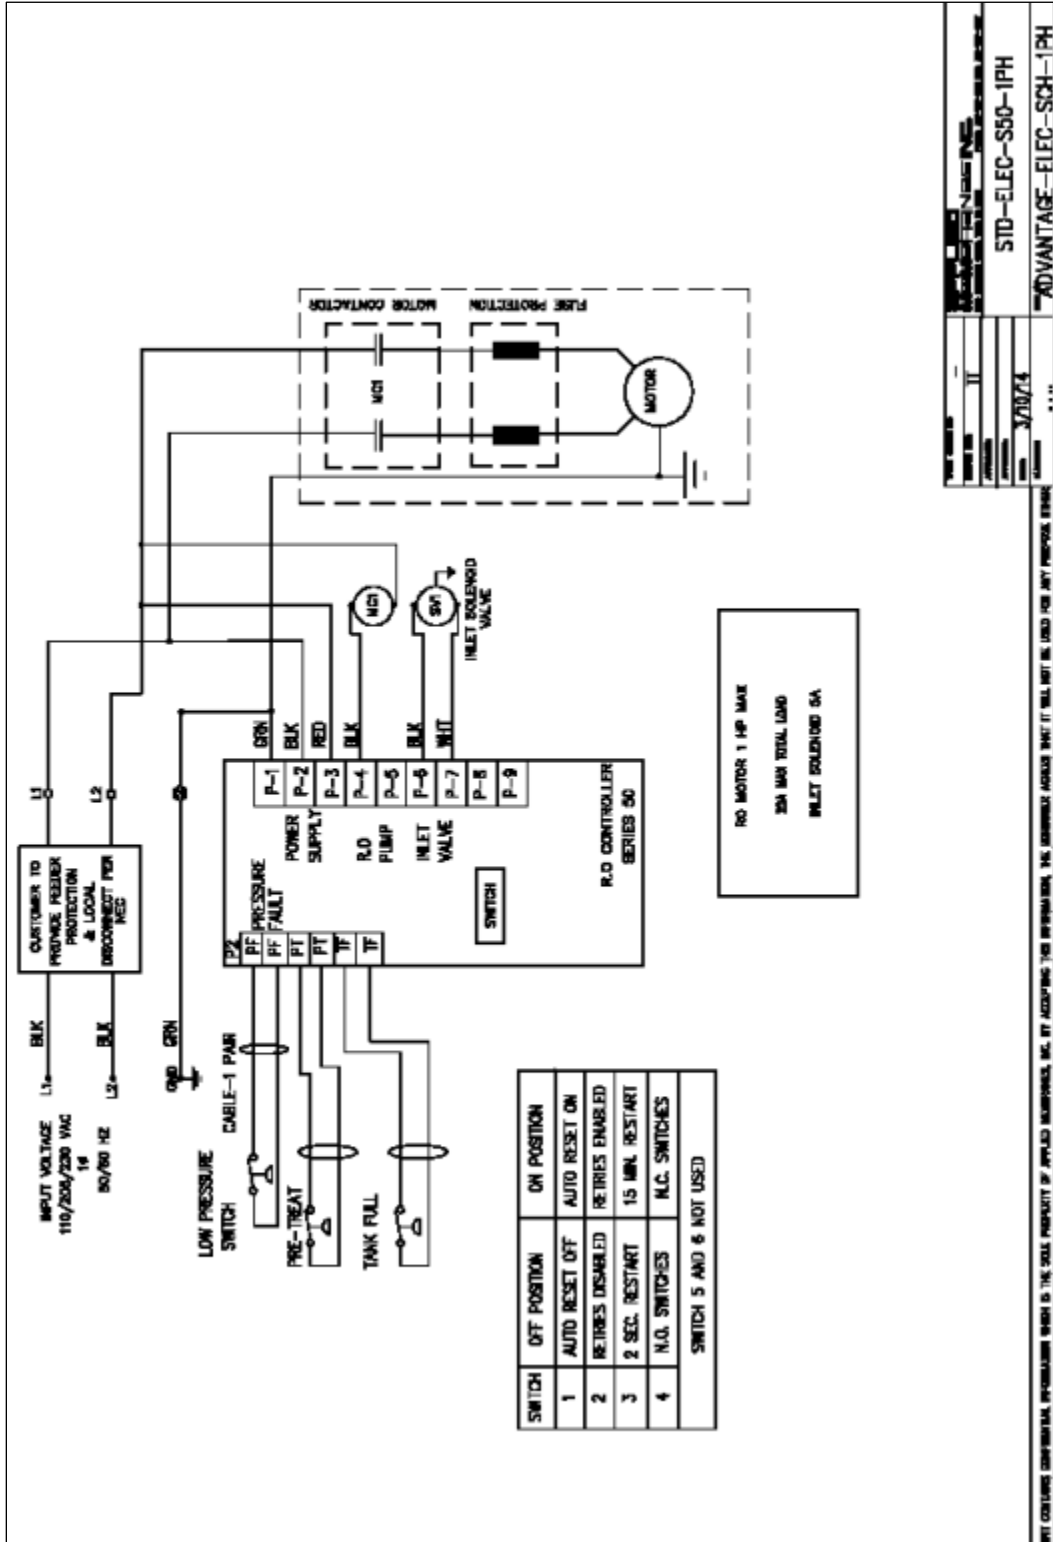 INPUT VOLTAGE
110/208/230 VAC
1ϕ
50/60 HZ
L1
BLK
L2
BLK
GND
GRN
CUSTOMER TO
PROVIDE FEEDER
PROTECTION
& LOCAL
DISCONNECT PER
NEC
L1
L2
LOW PRESSURE
SWITCH
CABLE-1 PAIR
PRE-TREAT
TANK FULL
P2
PF
PF
PT
PT
TF
TF
PRESSURE
FAULT
POWER
SUPPLY
R.O
PUMP
INLET
VALVE
P-1
P-2
P-3
P-4
P-5
P-6
P-7
P-8
P-9
SWITCH
R.O CONTROLLER
SERIES 50
GRN
BLK
RED
BLK
BLK
WHT
MC1
SV1
INLET SOLENOID
VALVE
MOTOR CONTACTOR
MC1
FUSE PROTECTION
MOTOR
SWITCH OFF POSITION ON POSITION
1 AUTO RESET OFF AUTO RESET ON
2 RETRIES DISABLED RETRIES ENABLED
3 2 SEC. RESTART 15 MIN. RESTART
4 N.O. SWITCHES N.C. SWITCHES
SWITCH 5 AND 6 NOT USED
RO MOTOR 1 HP MAX
20A MAX TOTAL LOAD
INLET SOLENOID 5A
TT
3/10/14
STD-ELEC-S50-1PH
ADVANTAGE-ELEC-SCH-1PH